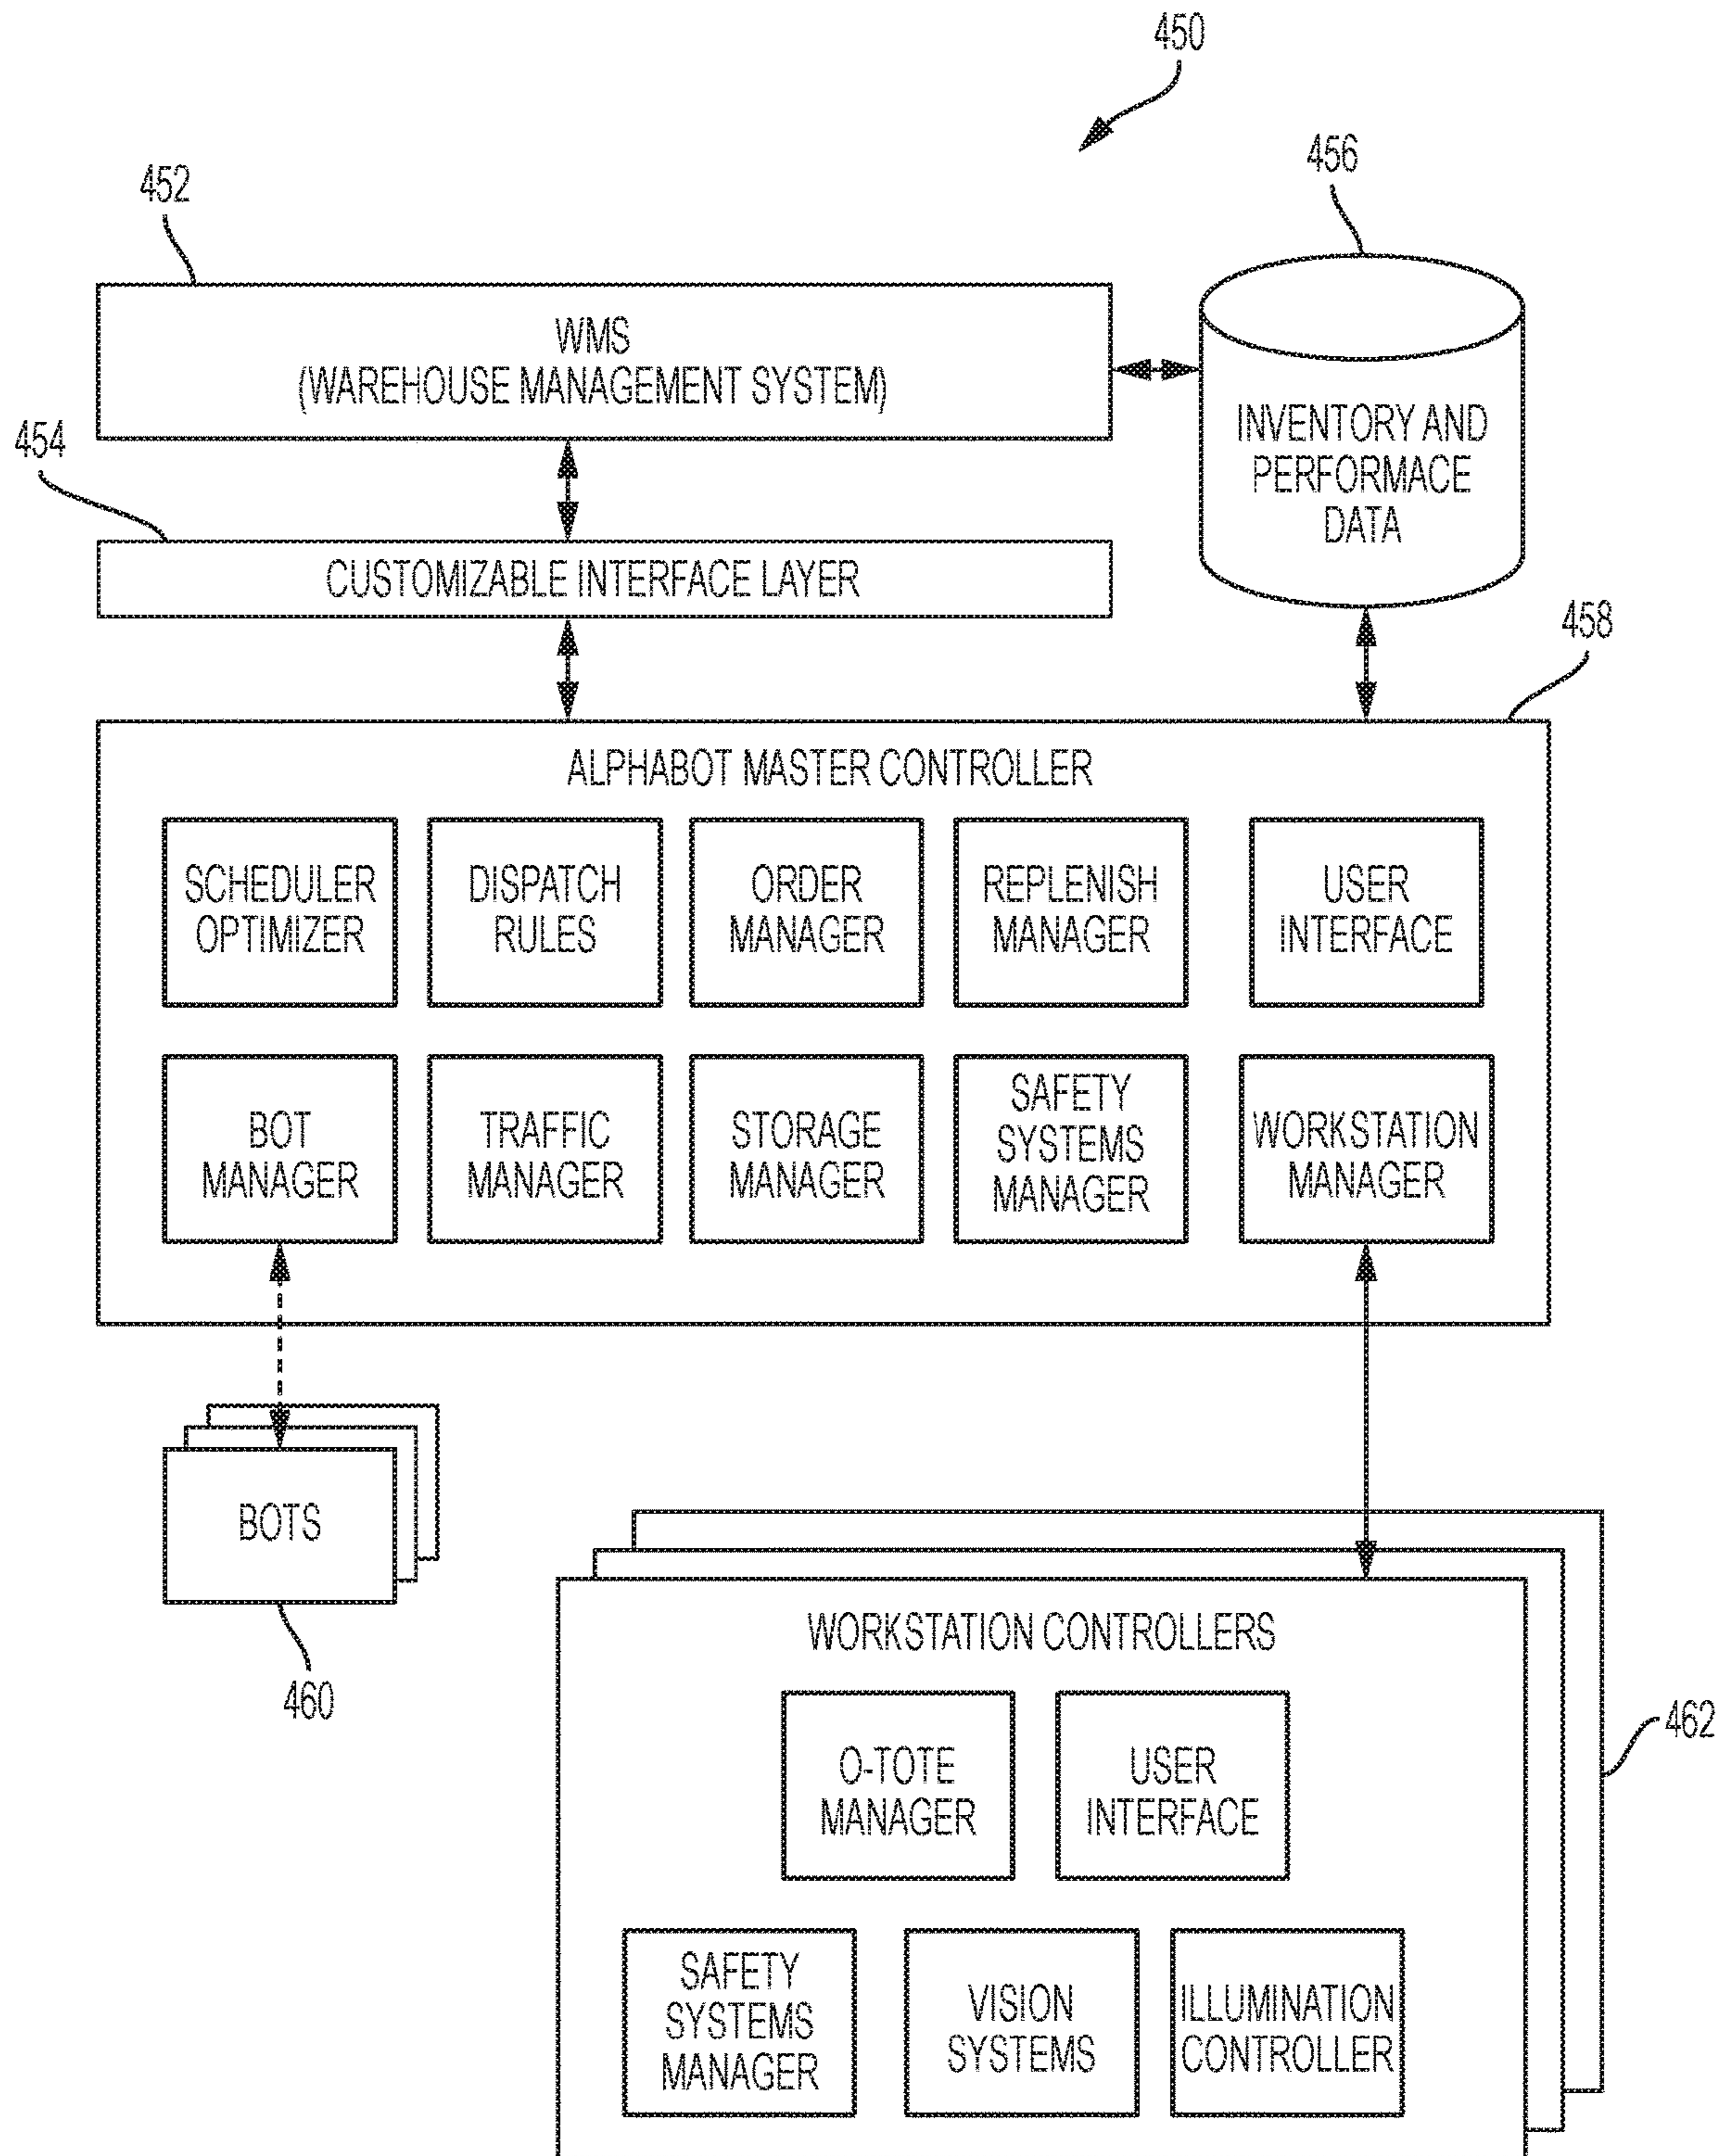 450
452
456
WMS
(WAREHOUSE MANAGEMENT SYSTEM)
INVENTORY AND
PERFORMACE
DATA
454
CUSTOMIZABLE INTERFACE LAYER
458
ALPHABOT MASTER CONTROLLER
SCHEDULER
OPTIMIZER
DISPATCH
RULES
ORDER
MANAGER
REPLENISH
MANAGER
USER
INTERFACE
BOT
MANAGER
TRAFFIC
MANAGER
STORAGE
MANAGER
SAFETY
SYSTEMS
MANAGER
WORKSTATION
MANAGER
BOTS
460
WORKSTATION CONTROLLERS
462
O-TOTE
MANAGER
USER
INTERFACE
SAFETY
SYSTEMS
MANAGER
VISION
SYSTEMS
ILLUMINATION
CONTROLLER